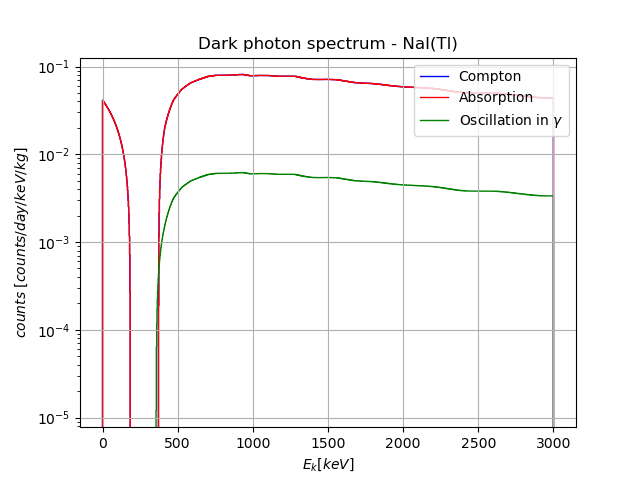 Dark photon spectrum - NaI(Tl)
counts [counts/day/keV/kg]
10⁻¹
10⁻²
10⁻³
10⁻⁴
10⁻⁵
Compton
Absorption
Oscillation in γ
0 500 1000 1500 2000 2500 3000
E_k[keV]